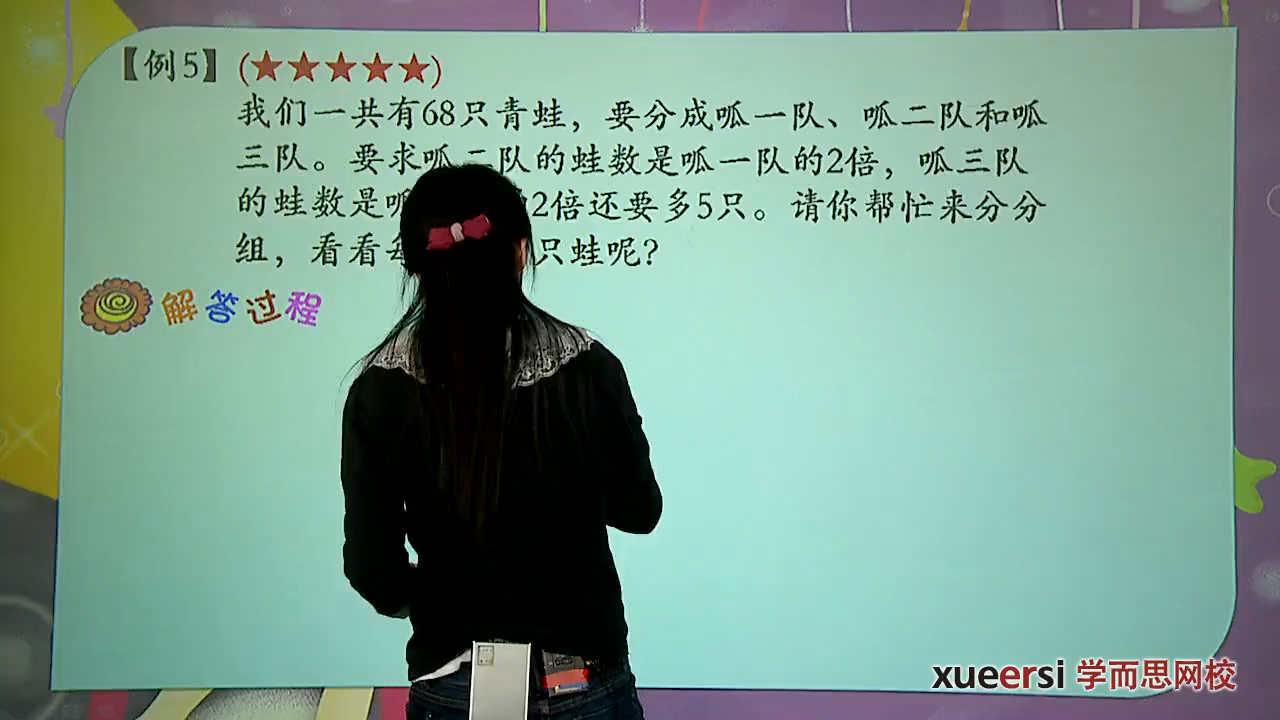 【例5】(★★★★★)
我们一共有68只青蛙，要分成呱一队、呱二队和呱
三队。要求呱二队的蛙数是呱一队的2倍，呱三队
的蛙数是呱 2倍还要多5只。请你帮忙来分分
组，看看每 只蛙呢？
解答过程
xueersi 学而思网校